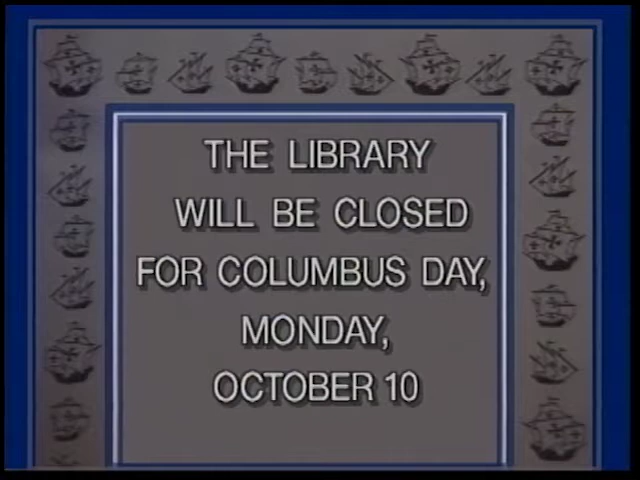 THE LIBRARY
WILL BE CLOSED
FOR COLUMBUS DAY,
MONDAY,
OCTOBER 10